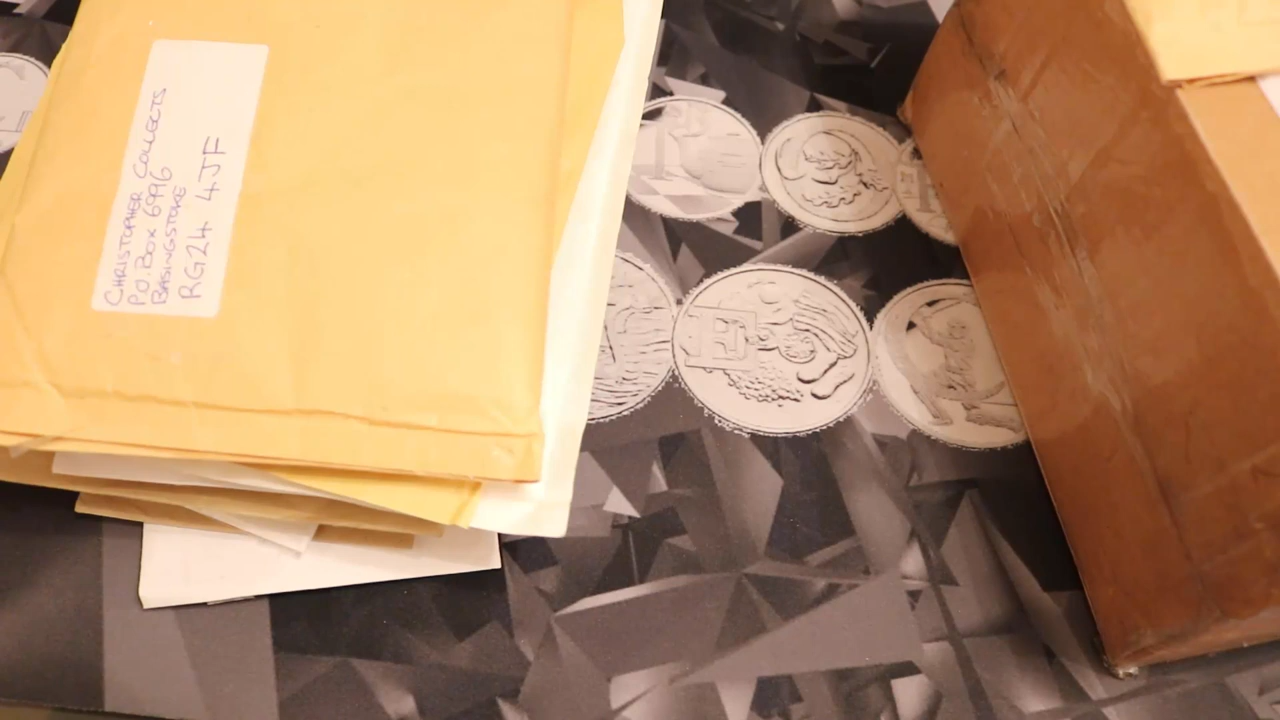 CHRISTOPHER COLLECTS
P.O. BOX 6996
BASINGSTOKE
RG24 4JF
E